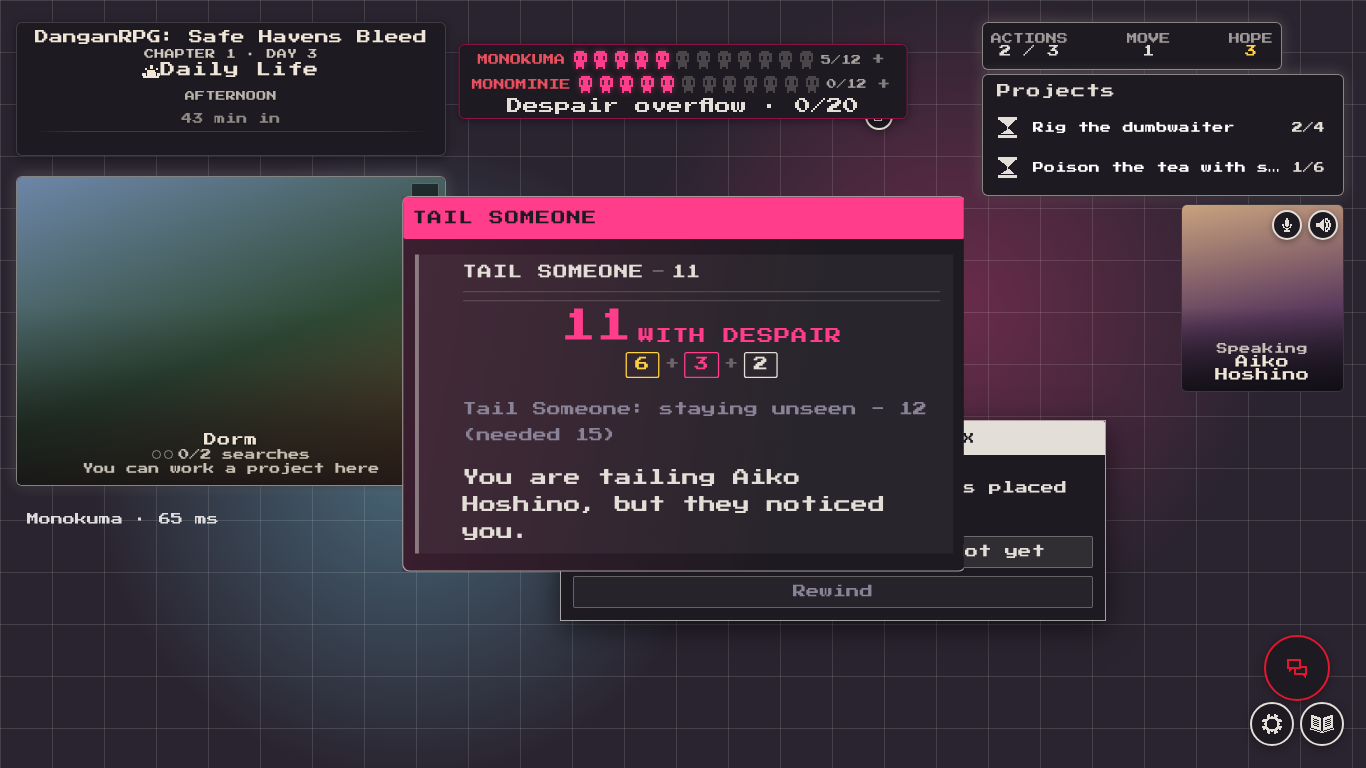 DanganRPG: Safe Havens Bleed
CHAPTER 1 · DAY 3
Daily Life
AFTERNOON
43 min in
MONOKUMA 5/12 +
MONOMINIE 0/12 +
Despair overflow · 0/20
ACTIONS MOVE HOPE
2 / 3 1 3
Projects
Rig the dumbwaiter 2/4
Poison the tea with s… 1/6
Speaking
Aiko
Hoshino
Dorm
0/2 searches
You can work a project here
Monokuma · 65 ms
TAIL SOMEONE
TAIL SOMEONE — 11
11 WITH DESPAIR
6 + 3 + 2
Tail Someone: staying unseen — 12
(needed 15)
You are tailing Aiko
Hoshino, but they noticed
you.
s placed
ot yet
Rewind